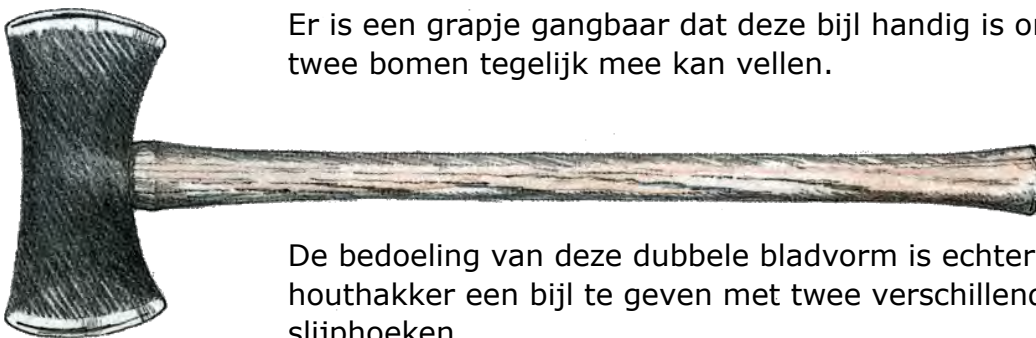 Er is een grapje gangbaar dat deze bijl handig is
twee bomen tegelijk mee kan vellen.
De bedoeling van deze dubbele bladvorm is echter
houthakker een bijl te geven met twee
slijphoeken